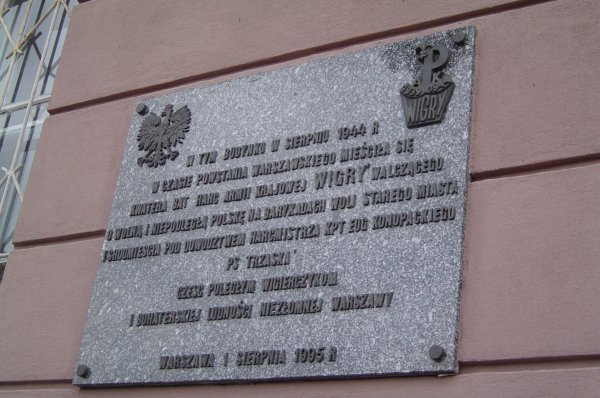 WIGRY
W TYM BUDYNKU W SIERPNIU 1944 R
W CZASIE POWSTANIA WARSZAWSKIEGO MIEŚCIŁA SIĘ
KWATERA BAT HARC ARMII KRAJOWEJ "WIGRY" WALCZĄCEGO
O WOLNĄ I NIEPODLEGŁĄ POLSKĘ NA BARYKADACH WOLI STAREGO MIASTA
I ŚRÓDMIEŚCIA POD DOWÓDZTWEM HARCMISTRZA KPT EUG KONOPACKIEGO
PS TRZASKA"
CZEŚĆ POLEGŁYM WIGIERCZYKOM
I BOHATERSKIEJ LUDNOŚCI NIEZŁOMNEJ WARSZAWY
WARSZAWA 1 SIERPNIA 1995 R